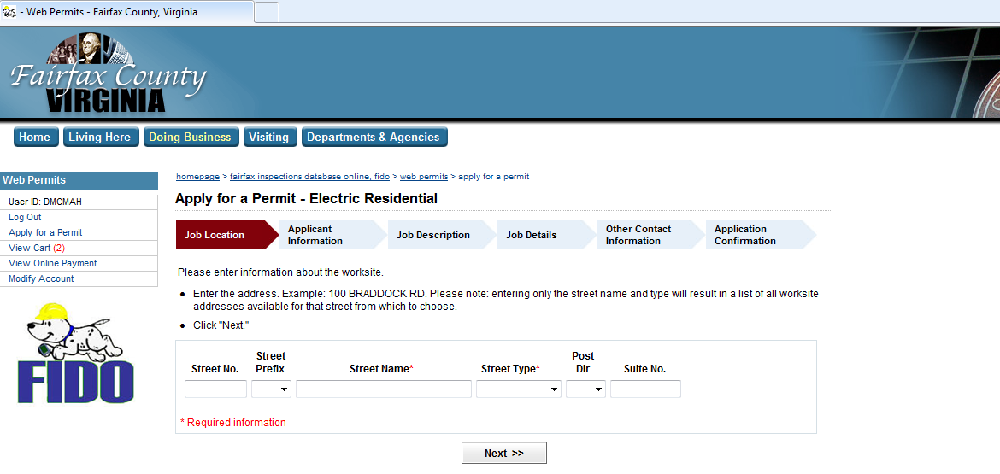 - Web Permits - Fairfax County, Virginia
Fairfax County
VIRGINIA
Home Living Here Doing Business Visiting Departments & Agencies
Web Permits
User ID: DMCMAH
Log Out
Apply for a Permit
View Cart (2)
View Online Payment
Modify Account
FIDO
homepage > fairfax inspections database online, fido > web permits > apply for a permit
Apply for a Permit - Electric Residential
Job Location
Applicant
Information
Job Description
Job Details
Other Contact
Information
Application
Confirmation
Please enter information about the worksite.
• Enter the address. Example: 100 BRADDOCK RD. Please note: entering only the street name and type will result in a list of all worksite
addresses available for that street from which to choose.
• Click "Next."
Street No.
Street
Prefix
Street Name*
Street Type*
Post
Dir
Suite No.
* Required information
Next >>